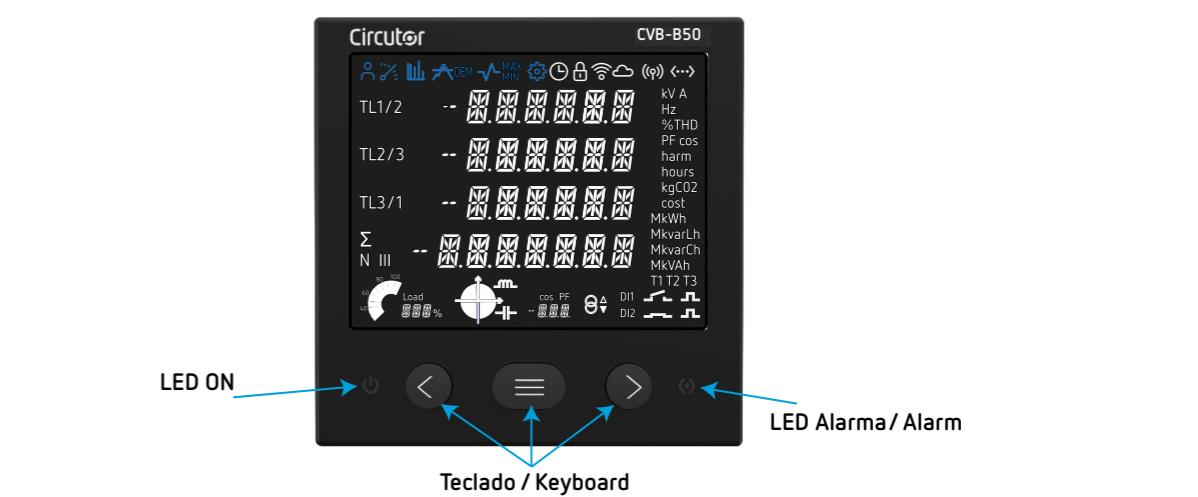 Circutor CVB-B50
DEM MAX
MIN
TL1/2 kV A
Hz
%THD
TL2/3 PF cos
harm
hours
TL3/1 kgCO2
cost
MkWh
Σ MkvarLh
N III MkvarCh
MkVAh
T1 T2 T3
80 100
60 Load cos PF DI1
40 % DI2
LED ON
LED Alarma / Alarm
Teclado / Keyboard